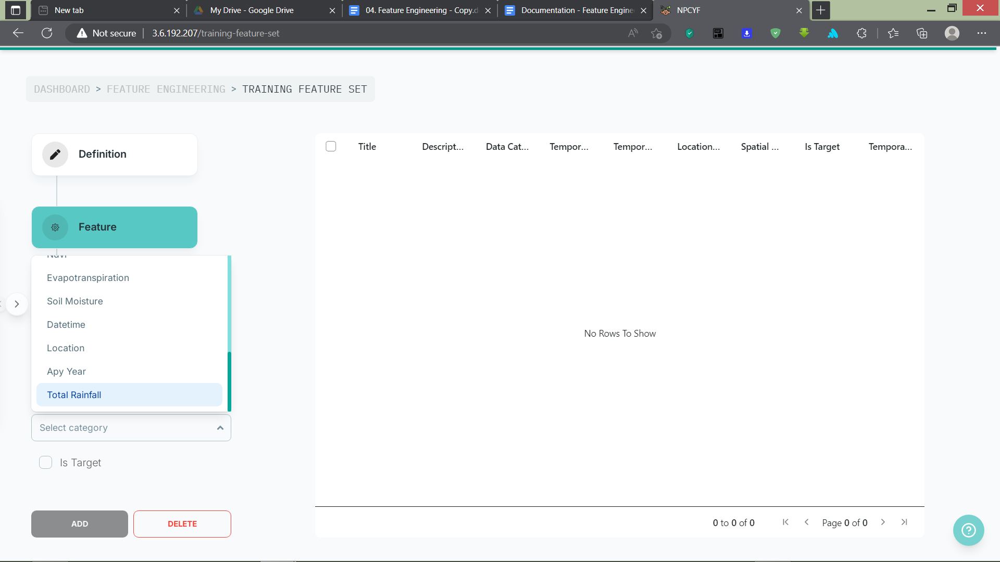 New tab
My Drive - Google Drive
04. Feature Engineering - Copy.d
Documentation - Feature Engine
NPCYF
Not secure
3.6.192.207/training-feature-set
DASHBOARD > FEATURE ENGINEERING > TRAINING FEATURE SET
Definition
Feature
Evapotranspiration
Soil Moisture
Datetime
Location
Apy Year
Total Rainfall
Select category
Is Target
ADD
DELETE
Title
Descript...
Data Cat...
Tempor...
Tempor...
Location...
Spatial ...
Is Target
Tempora...
No Rows To Show
0 to 0 of 0
Page 0 of 0